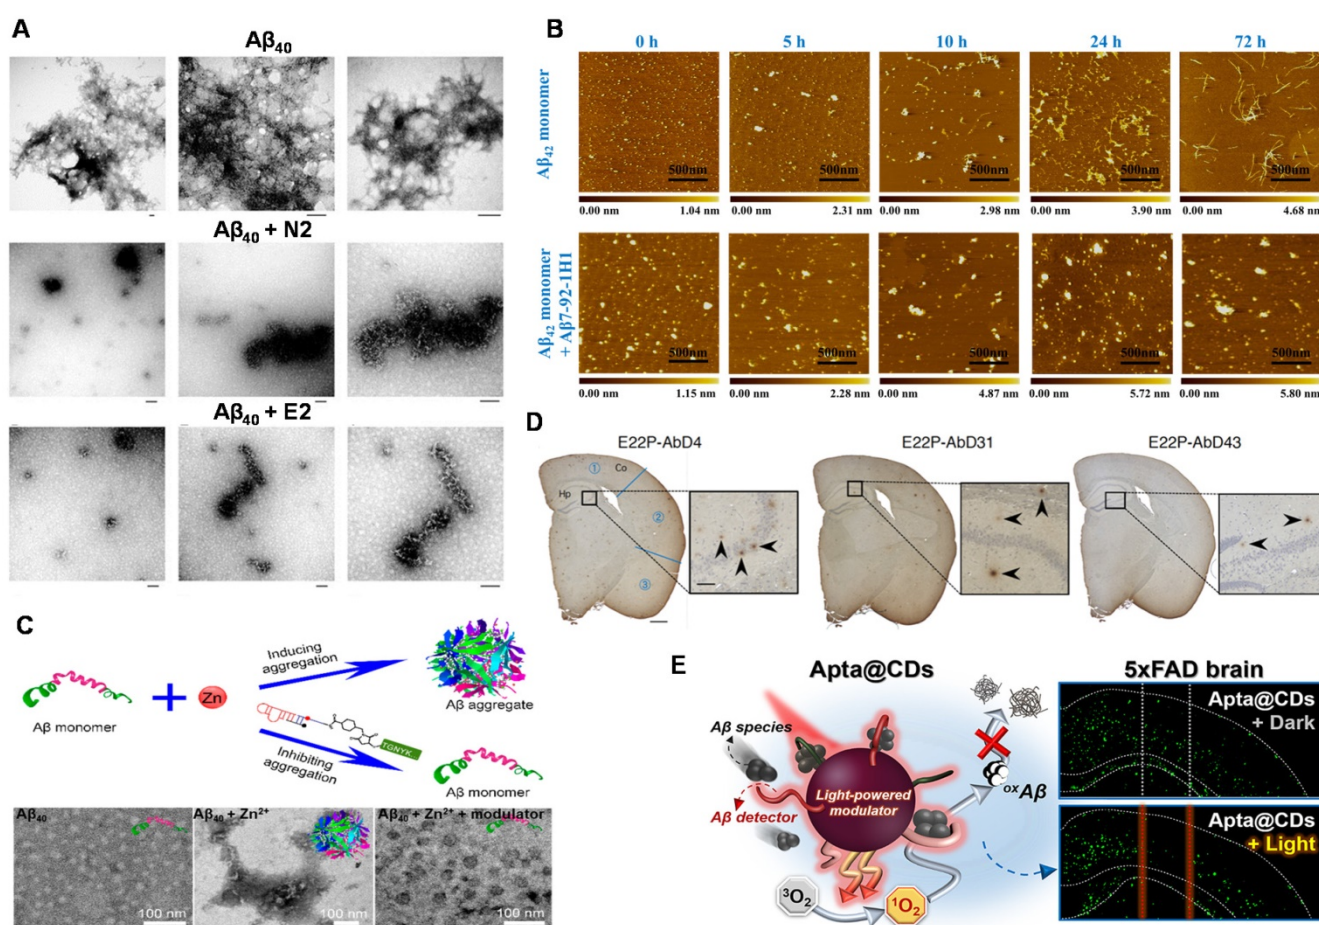 A
Aβ40
Aβ40 + N2
Aβ40 + E2
B
0 h 5 h 10 h 24 h 72 h
Aβ42 monomer
500nm 500nm 500nm 500nm 500nm
0.00 nm 1.04 nm 0.00 nm 2.31 nm 0.00 nm 2.98 nm 0.00 nm 3.90 nm 0.00 nm 4.68 nm
Aβ42 monomer
+ Aβ7-92-1H1
500nm 500nm 500nm 500nm 500nm
0.00 nm 1.15 nm 0.00 nm 2.28 nm 0.00 nm 4.87 nm 0.00 nm 5.72 nm 0.00 nm 5.80 nm
C
Aβ monomer
Zn
Inducing
aggregation
Aβ aggregate
TGNYK
Inhibiting
aggregation
Aβ monomer
Aβ40
Aβ40 + Zn2+
Aβ40 + Zn2+ + modulator
100 nm 100 nm 100 nm
D
E22P-AbD4 E22P-AbD31 E22P-AbD43
① Co
Hp
②
③
E
Apta@CDs
Aβ species
Aβ detector
Light-powered
modulator
oxAβ
3O2
1O2
5xFAD brain
Apta@CDs
+ Dark
Apta@CDs
+ Light